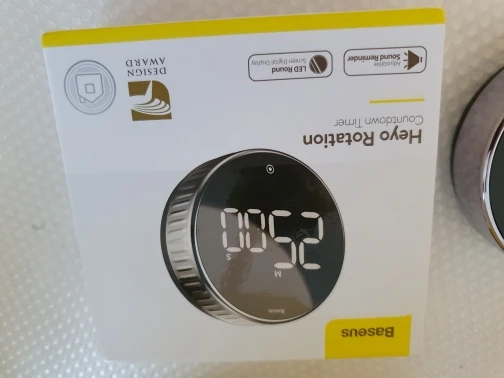 Baseus
Heyo Rotation
Countdown Timer
Adjustable
Sound Reminder
LED Round
Screen Digital Display
DESIGN
AWARD
Baseus
M
S
2500